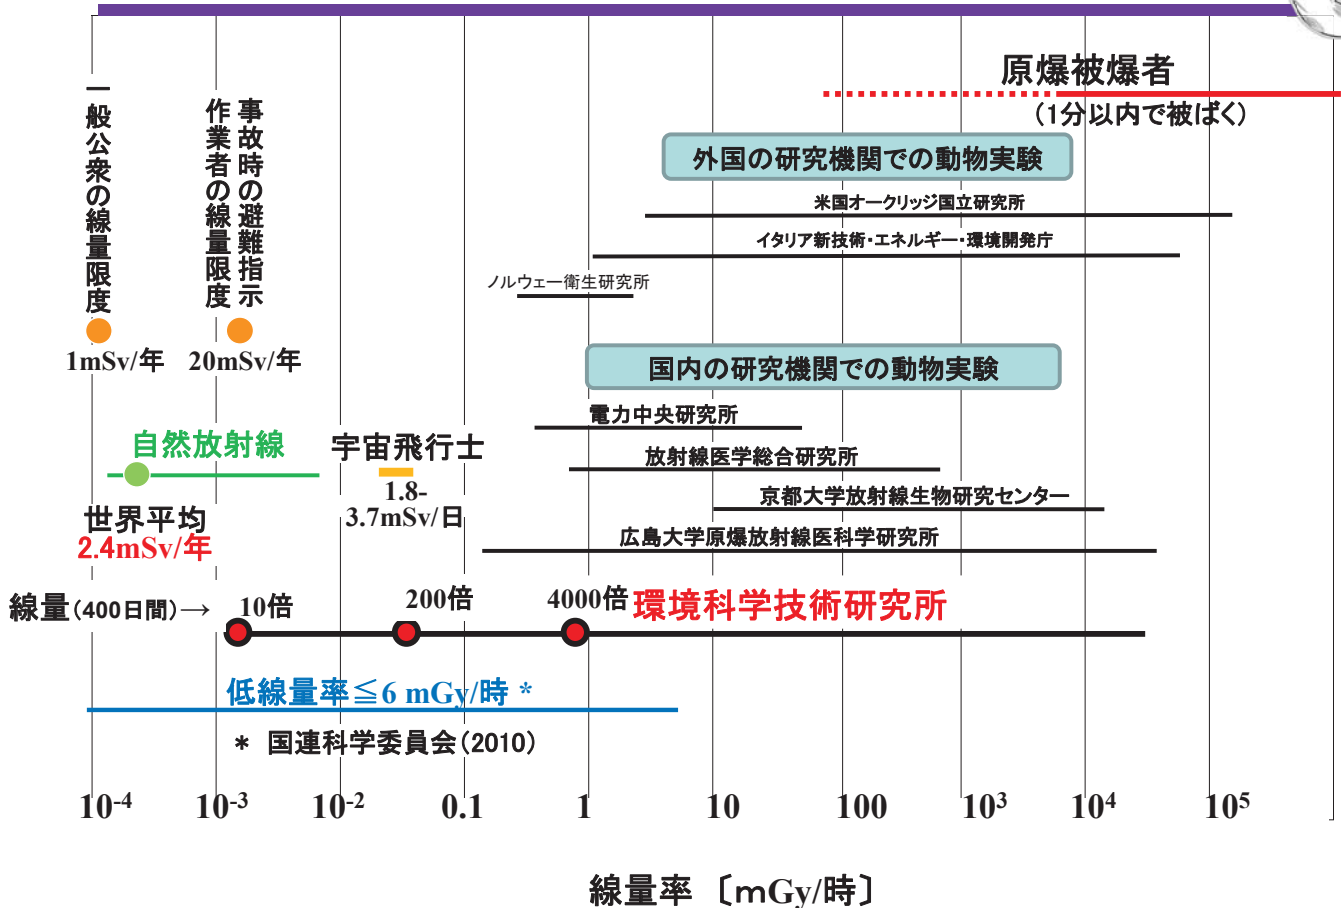 一般公衆の線量限度
事故時の避難指示
作業者の線量限度
1mSv/年
20mSv/年
原爆被爆者
(1分以内で被ばく)
外国の研究機関での動物実験
米国オークリッジ国立研究所
イタリア新技術・エネルギー・環境開発庁
ノルウェー衛生研究所
国内の研究機関での動物実験
電力中央研究所
放射線医学総合研究所
京都大学放射線生物研究センター
広島大学原爆放射線医科学研究所
自然放射線
世界平均
2.4mSv/年
宇宙飛行士
1.8-
3.7mSv/日
線量(400日間)→ 10倍 200倍 4000倍 環境科学技術研究所
低線量率≦6 mGy/時 *
* 国連科学委員会(2010)
10⁻⁴ 10⁻³ 10⁻² 0.1 1 10 100 10³ 10⁴ 10⁵
線量率 〔mGy/時〕